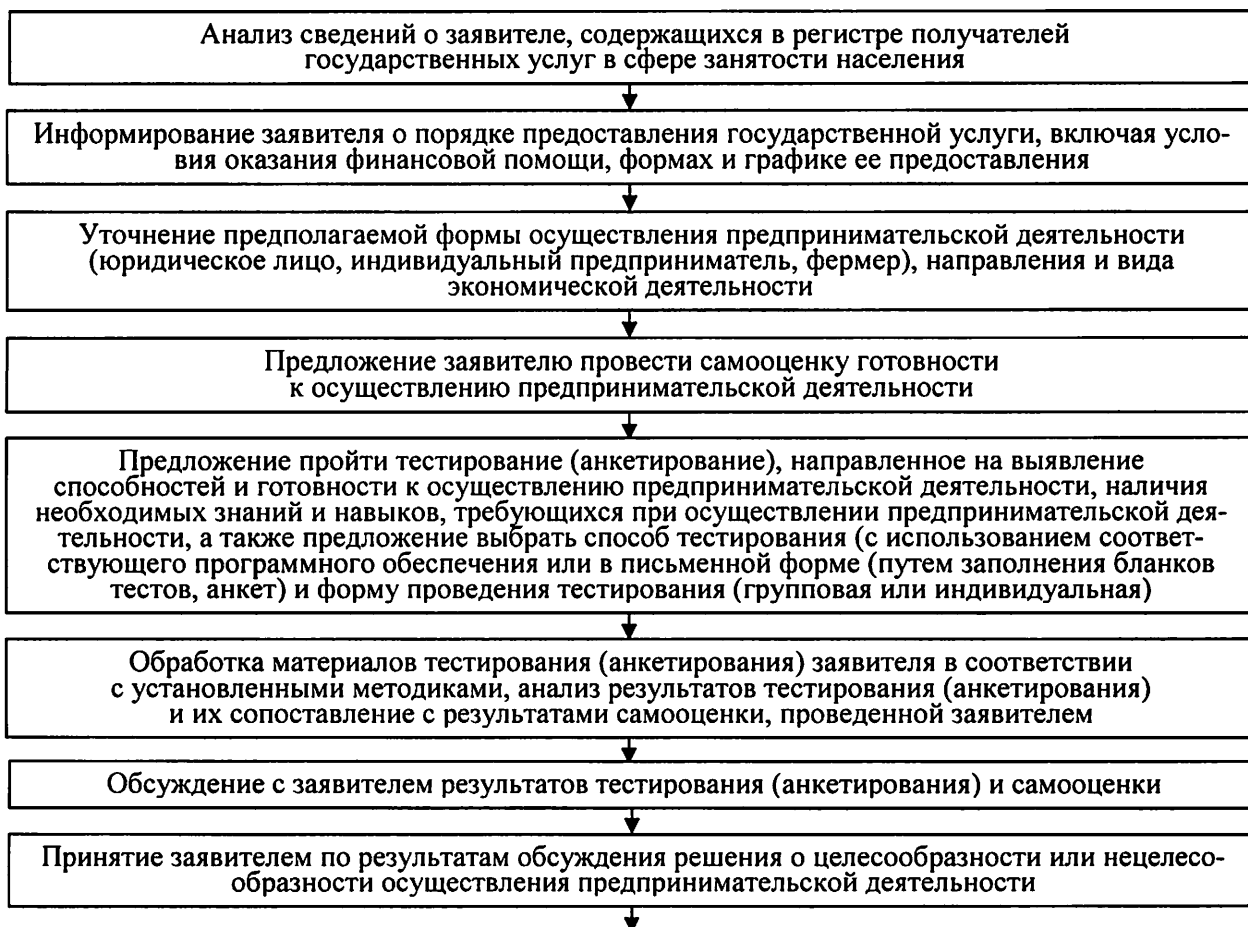 Анализ сведений о заявителе, содержащихся в регистре получателей
государственных услуг в сфере занятости населения
Информирование заявителя о порядке предоставления государственной услуги, включая усло-
вия оказания финансовой помощи, формах и графике ее предоставления
Уточнение предполагаемой формы осуществления предпринимательской деятельности
(юридическое лицо, индивидуальный предприниматель, фермер), направления и вида
экономической деятельности
Предложение заявителю провести самооценку готовности
к осуществлению предпринимательской деятельности
Предложение пройти тестирование (анкетирование), направленное на выявление
способностей и готовности к осуществлению предпринимательской деятельности, наличия
необходимых знаний и навыков, требующихся при осуществлении предпринимательской дея-
тельности, а также предложение выбрать способ тестирования (с использованием соответ-
ствующего программного обеспечения или в письменной форме (путем заполнения бланков
тестов, анкет) и форму проведения тестирования (групповая или индивидуальная)
Обработка материалов тестирования (анкетирования) заявителя в соответствии
с установленными методиками, анализ результатов тестирования (анкетирования)
и их сопоставление с результатами самооценки, проведенной заявителем
Обсуждение с заявителем результатов тестирования (анкетирования) и самооценки
Принятие заявителем по результатам обсуждения решения о целесообразности или нецелесо-
образности осуществления предпринимательской деятельности